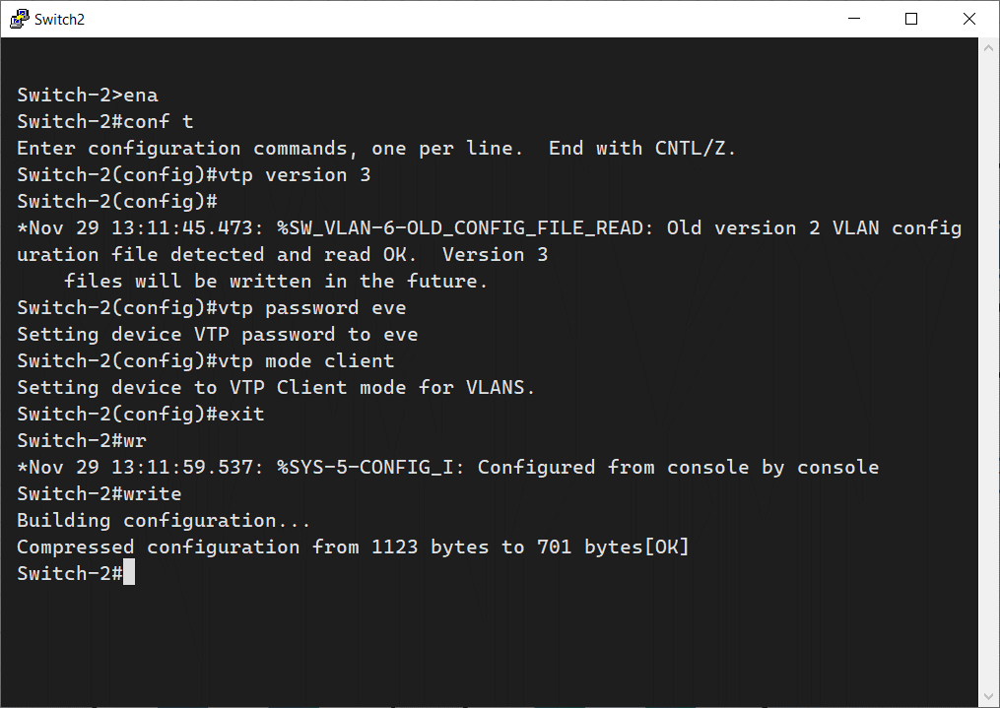 Switch2
Switch-2>ena
Switch-2#conf t
Enter configuration commands, one per line.  End with CNTL/Z.
Switch-2(config)#vtp version 3
Switch-2(config)#
*Nov 29 13:11:45.473: %SW_VLAN-6-OLD_CONFIG_FILE_READ: Old version 2 VLAN config
uration file detected and read OK.  Version 3
    files will be written in the future.
Switch-2(config)#vtp password eve
Setting device VTP password to eve
Switch-2(config)#vtp mode client
Setting device to VTP Client mode for VLANS.
Switch-2(config)#exit
Switch-2#wr
*Nov 29 13:11:59.537: %SYS-5-CONFIG_I: Configured from console by console
Switch-2#write
Building configuration...
Compressed configuration from 1123 bytes to 701 bytes[OK]
Switch-2#